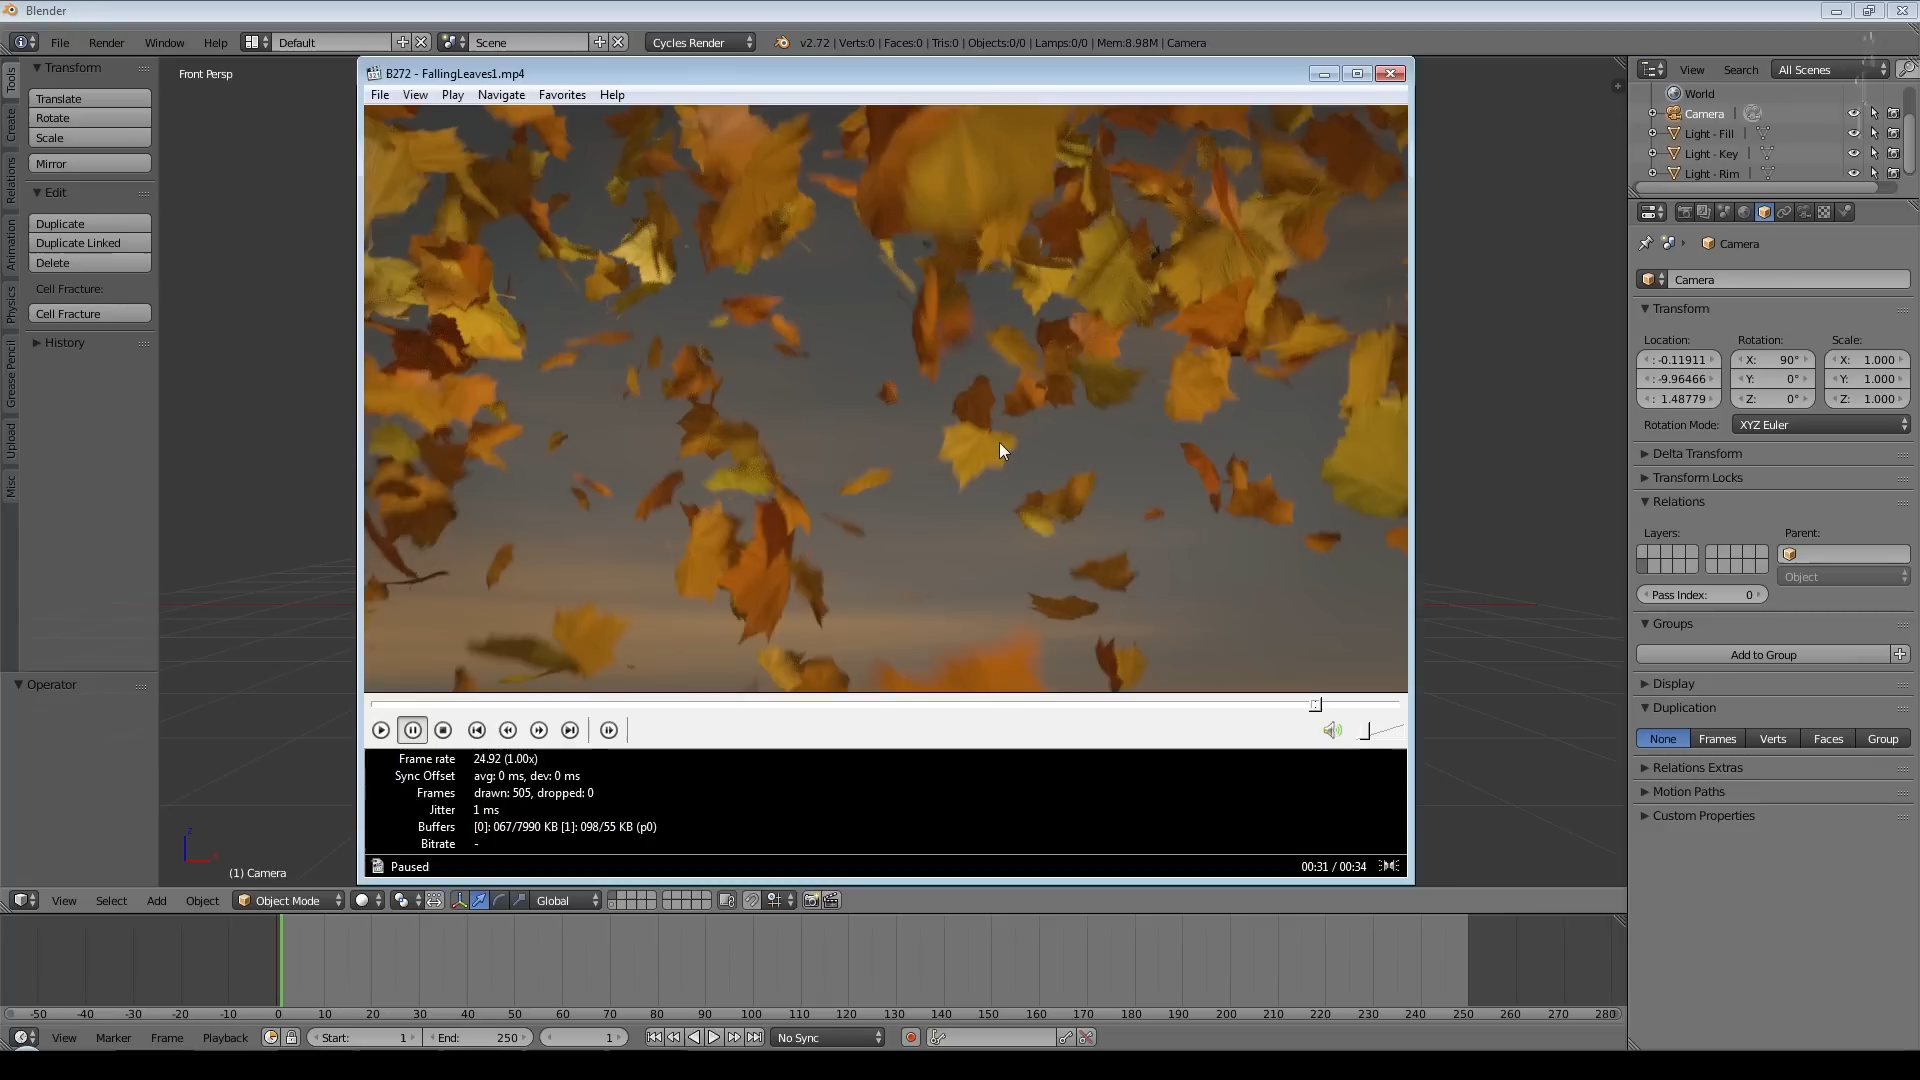 Blender
File Render Window Help Default Scene Cycles Render v2.72 | Verts:0 | Faces:0 | Tris:0 | Objects:0/0 | Lamps:0/0 | Mem:8.98M | Camera
Tools
Create
Relations
Animation
Physics
Grease Pencil
Upload
Misc
Transform
Translate
Rotate
Scale
Mirror
Edit
Duplicate
Duplicate Linked
Delete
Cell Fracture:
Cell Fracture
History
Operator
Front Persp
(1) Camera
B272 - FallingLeaves1.mp4
File View Play Navigate Favorites Help
Frame rate 24.92 (1.00x)
Sync Offset avg: 0 ms, dev: 0 ms
Frames drawn: 505, dropped: 0
Jitter 1 ms
Buffers [0]: 067/7990 KB [1]: 098/55 KB (p0)
Bitrate -
Paused 00:31 / 00:34
View Search All Scenes
World
Camera
Light - Fill
Light - Key
Light - Rim
Camera
Camera
Transform
Location: Rotation: Scale:
: -0.11911 X: 90° X: 1.000
: -9.96466 Y: 0° Y: 1.000
: 1.48779 Z: 0° Z: 1.000
Rotation Mode: XYZ Euler
Delta Transform
Transform Locks
Relations
Layers: Parent:
Object
Pass Index: 0
Groups
Add to Group
Display
Duplication
None Frames Verts Faces Group
Relations Extras
Motion Paths
Custom Properties
View Select Add Object Object Mode Global
-50 -40 -30 -20 -10 0 10 20 30 40 50 60 70 80 90 100 110 120 130 140 150 160 170 180 190 200 210 220 230 240 250 260 270 280
View Marker Frame Playback Start: 1 End: 250 1 No Sync